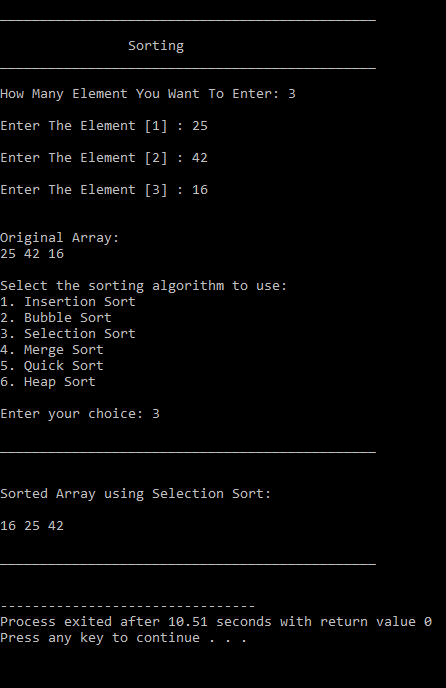 Sorting
How Many Element You Want To Enter: 3
Enter The Element [1] : 25
Enter The Element [2] : 42
Enter The Element [3] : 16
Original Array:
25 42 16
Select the sorting algorithm to use:
1. Insertion Sort
2. Bubble Sort
3. Selection Sort
4. Merge Sort
5. Quick Sort
6. Heap Sort
Enter your choice: 3
Sorted Array using Selection Sort:
16 25 42
--------------------------------
Process exited after 10.51 seconds with return value 0
Press any key to continue . . .